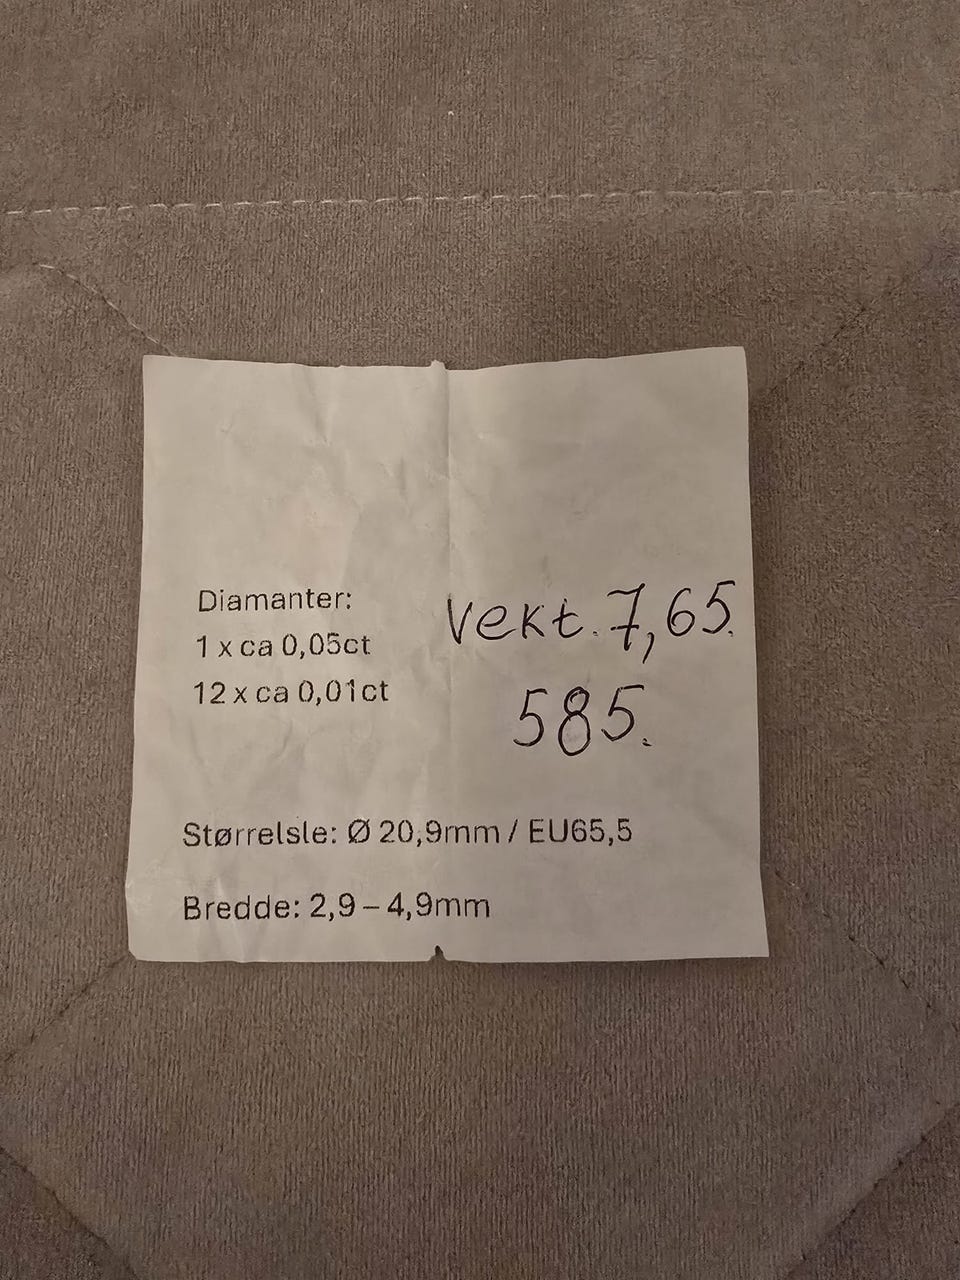 Diamanter:
1 x ca 0,05ct
12 x ca 0,01ct
Vekt. 7,65.
585.
Størrelsle: Ø 20,9mm / EU65,5
Bredde: 2,9 – 4,9mm